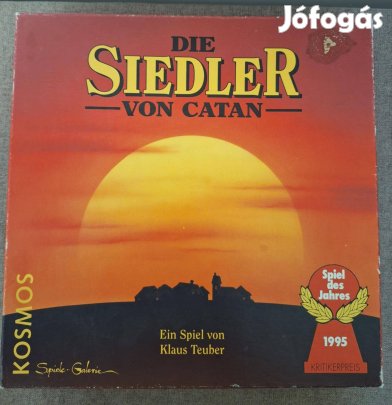 Jófogás
DIE
SIEDLER
VON CATAN
Spiel
des
Jahres
1995
KRITIKERPREIS
Ein Spiel von
Klaus Teuber
KOSMOS
Spiele-Galerie